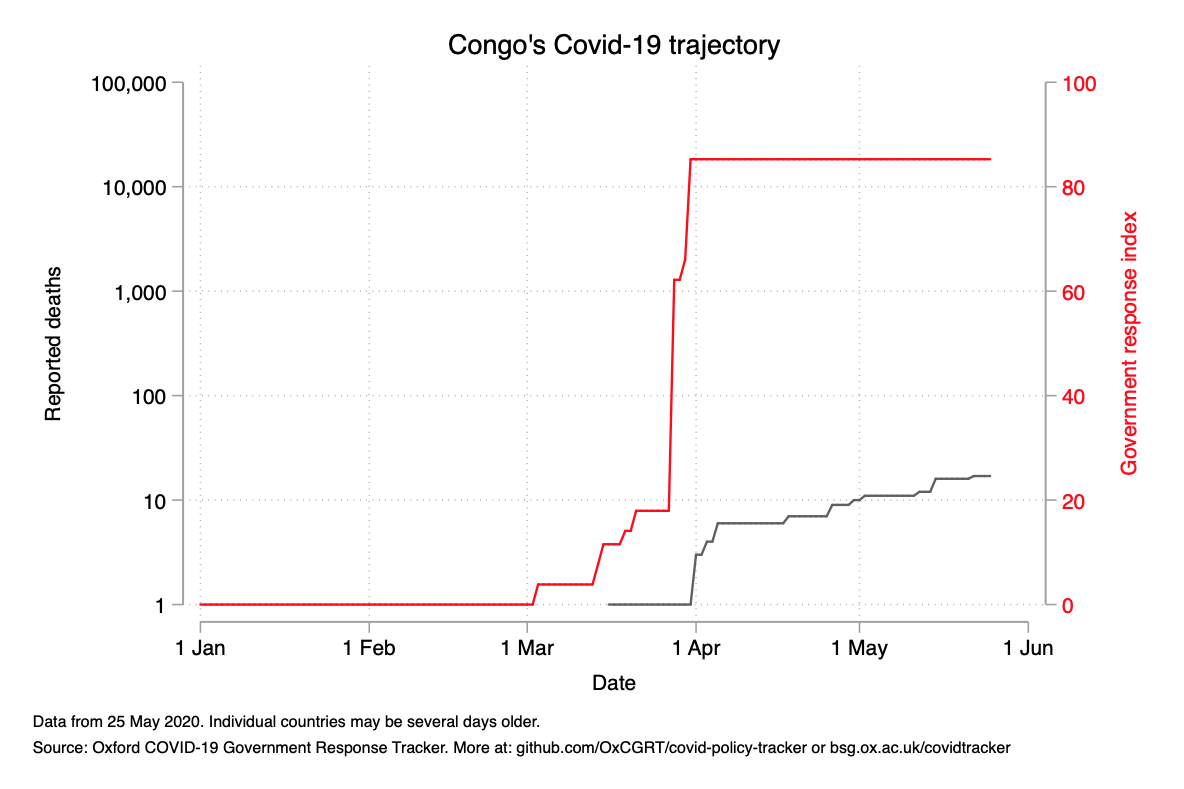 Congo's Covid-19 trajectory
100,000
10,000
1,000
100
10
1
Reported deaths
100
80
60
40
20
0
Government response index
1 Jan
1 Feb
1 Mar
1 Apr
1 May
1 Jun
Date
Data from 25 May 2020. Individual countries may be several days older.
Source: Oxford COVID-19 Government Response Tracker. More at: github.com/OxCGRT/covid-policy-tracker or bsg.ox.ac.uk/covidtracker